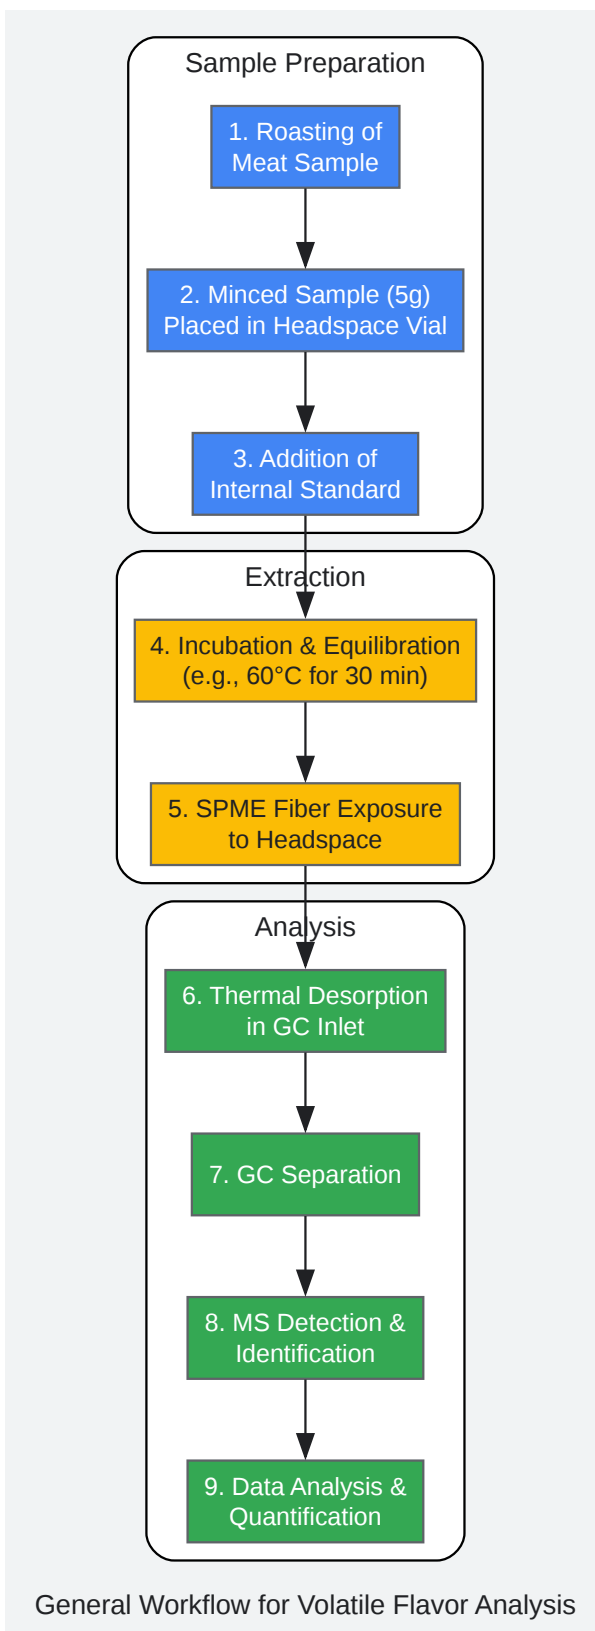 Sample Preparation
1. Roasting of
Meat Sample
2. Minced Sample (5g)
Placed in Headspace Vial
3. Addition of
Internal Standard
Extraction
4. Incubation & Equilibration
(e.g., 60°C for 30 min)
5. SPME Fiber Exposure
to Headspace
Analysis
6. Thermal Desorption
in GC Inlet
7. GC Separation
8. MS Detection &
Identification
9. Data Analysis &
Quantification
General Workflow for Volatile Flavor Analysis